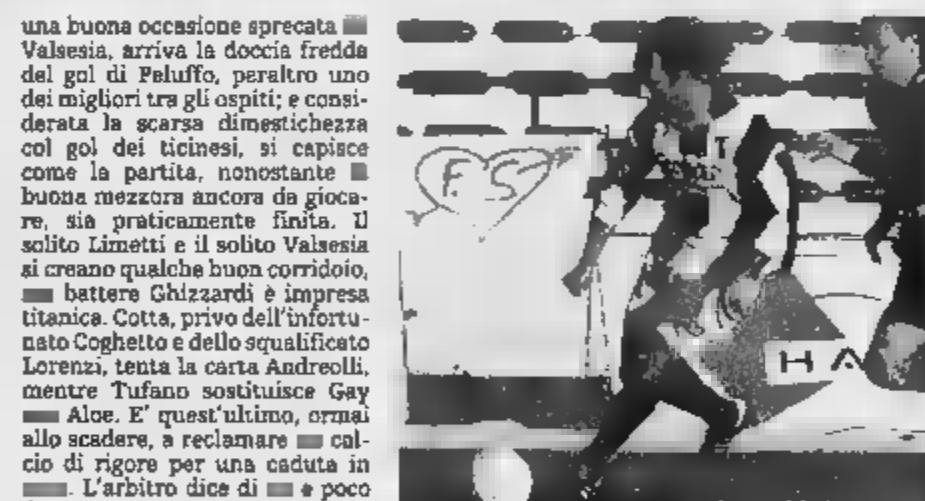 una buona occasione sprecata
Valsesia, arriva la doccia fredda
del gol di Peluffo, peraltro uno
dei migliori tra gli ospiti; e consi-
derata la scarsa dimestichezza
col gol dei ticinesi, si capisce
come la partita, nonostante
buona mezzora ancora da gioca-
re, sia praticamente finita. Il
solito Limetti e il solito Valsesia
si creano qualche buon corridoio,
battere Ghizzardi è impresa
titanica. Cotta, privo dell'infortu-
nato Coghetto e dello squalificato
Lorenzi, tenta la carta Andreolli,
mentre Tufano sostituisce Gay
Aloe. E' quest'ultimo, ormai
allo scadere, a reclamare cal-
cio di rigore per una caduta in
L'arbitro dice di e poco
E S
HA